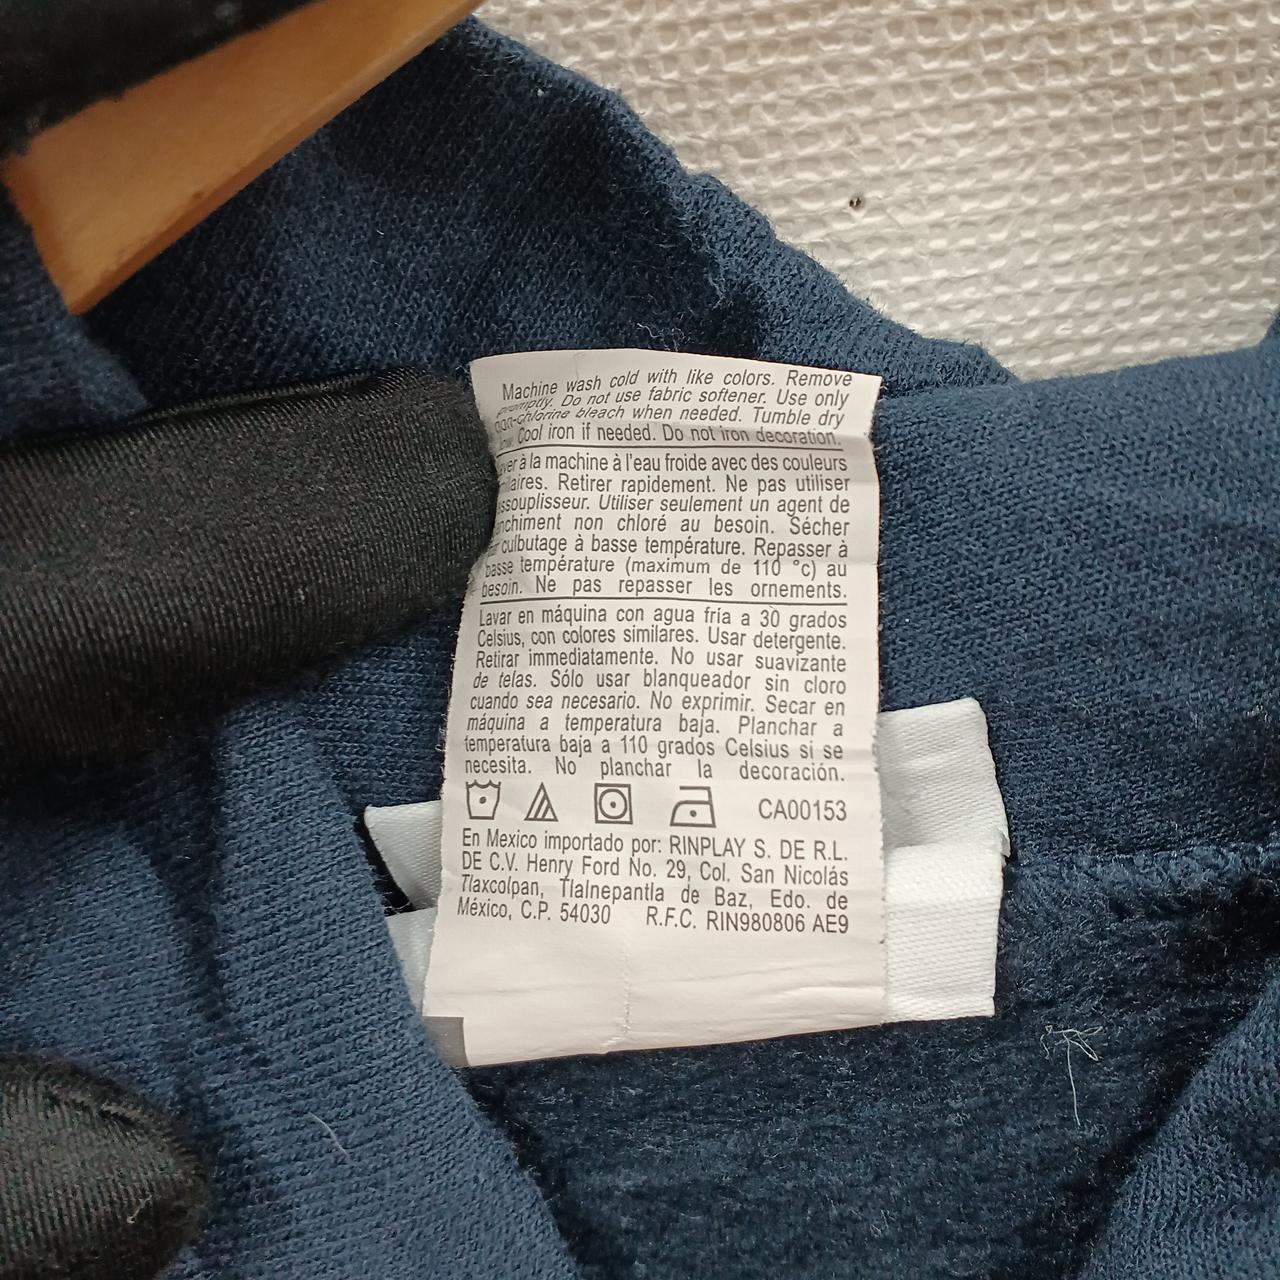 Machine wash cold with like colors. Remove
promptly. Do not use fabric softener. Use only
non-chlorine bleach when needed. Tumble dry
low. Cool iron if needed. Do not iron decoration.
ver à la machine à l'eau froide avec des couleurs
ilaires. Retirer rapidement. Ne pas utiliser
ssouplisseur. Utiliser seulement un agent de
nchiment non chloré au besoin. Sécher
culbutage à basse température. Repasser à
basse température (maximum de 110 °c) au
besoin. Ne pas repasser les ornements.
Lavar en máquina con agua fría a 30 grados
Celsius, con colores similares. Usar detergente.
Retirar immediatamente. No usar suavizante
de telas. Sólo usar blanqueador sin cloro
cuando sea necesario. No exprimir. Secar en
máquina a temperatura baja. Planchar a
temperatura baja a 110 grados Celsius si se
necesita. No planchar la decoración.
CA00153
En Mexico importado por: RINPLAY S. DE R.L.
DE C.V. Henry Ford No. 29, Col. San Nicolás
Tlaxcolpan, Tlalnepantla de Baz, Edo. de
México, C.P. 54030 R.F.C. RIN980806 AE9